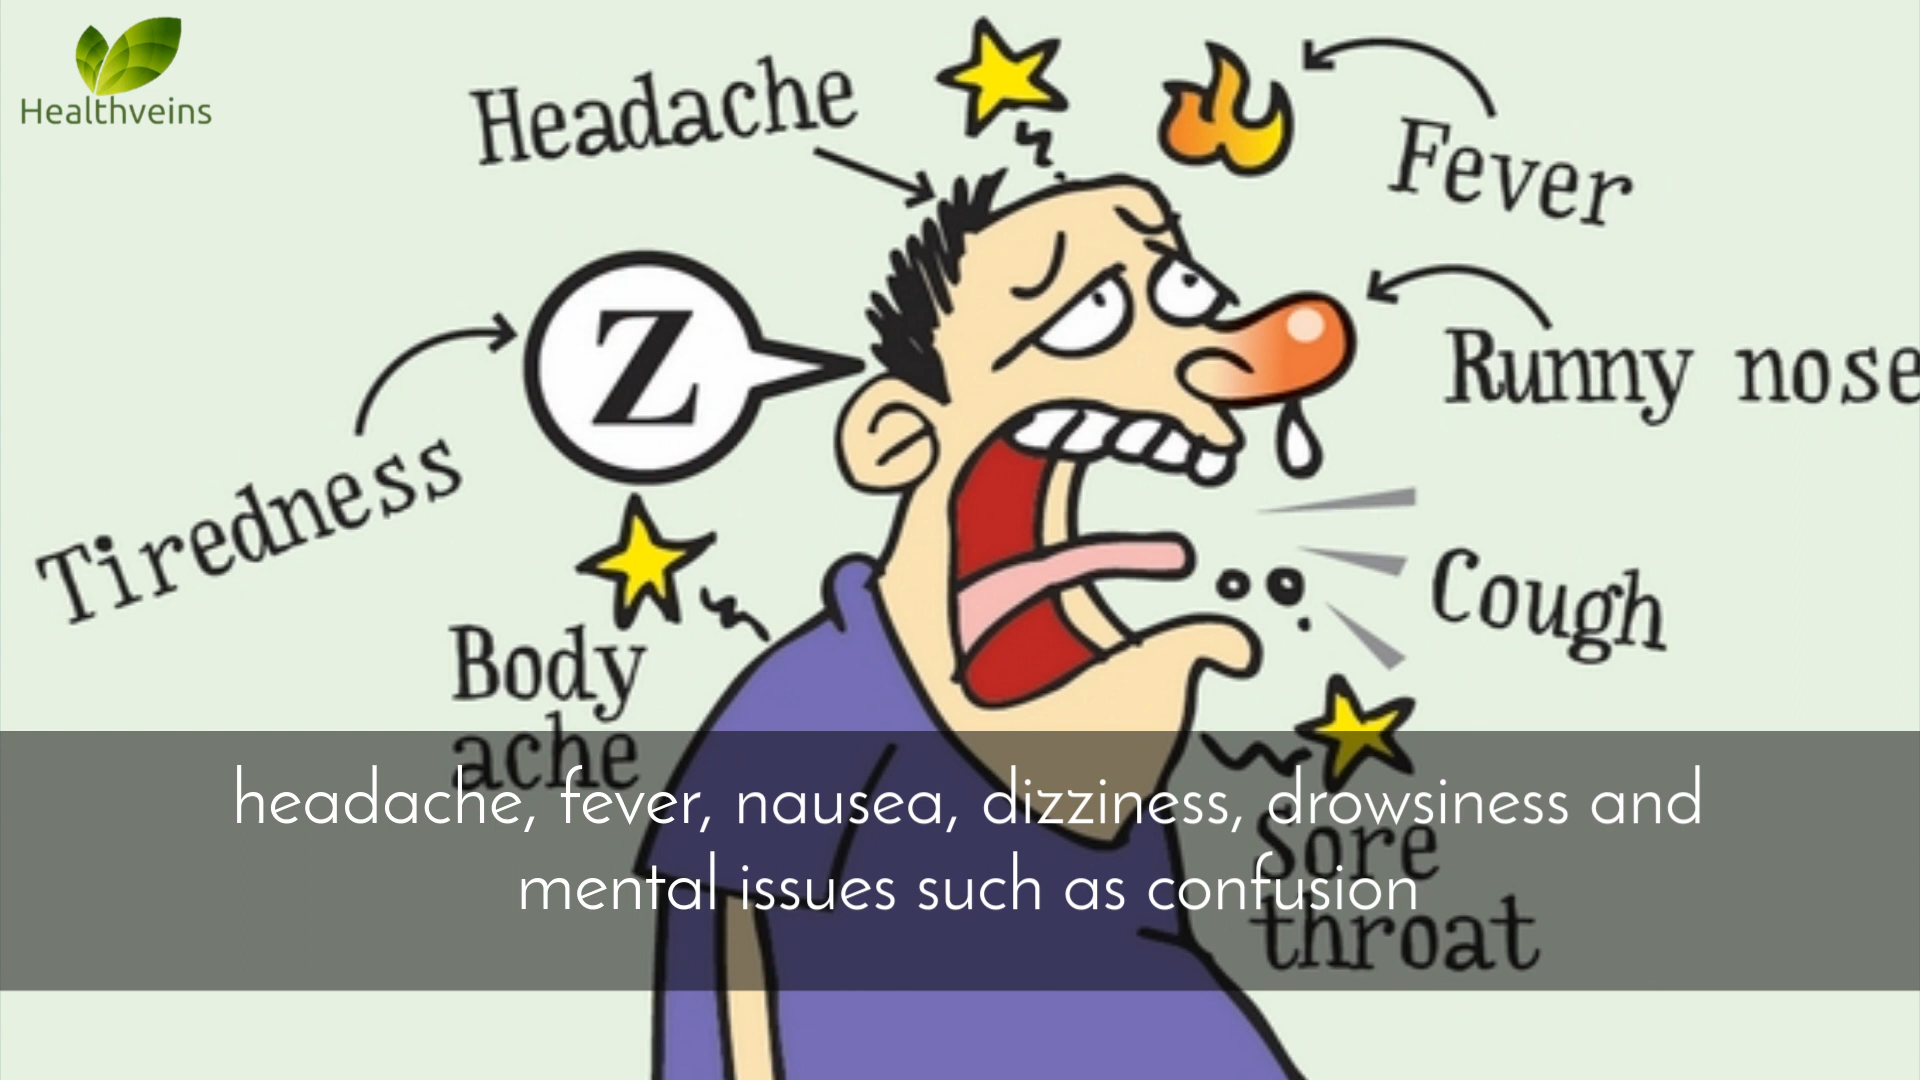 Healthveins
Headache
Fever
Z
Runny nose
Tiredness
Cough
Body
ache
Sore
throat
headache, fever, nausea, dizziness, drowsiness and
mental issues such as confusion